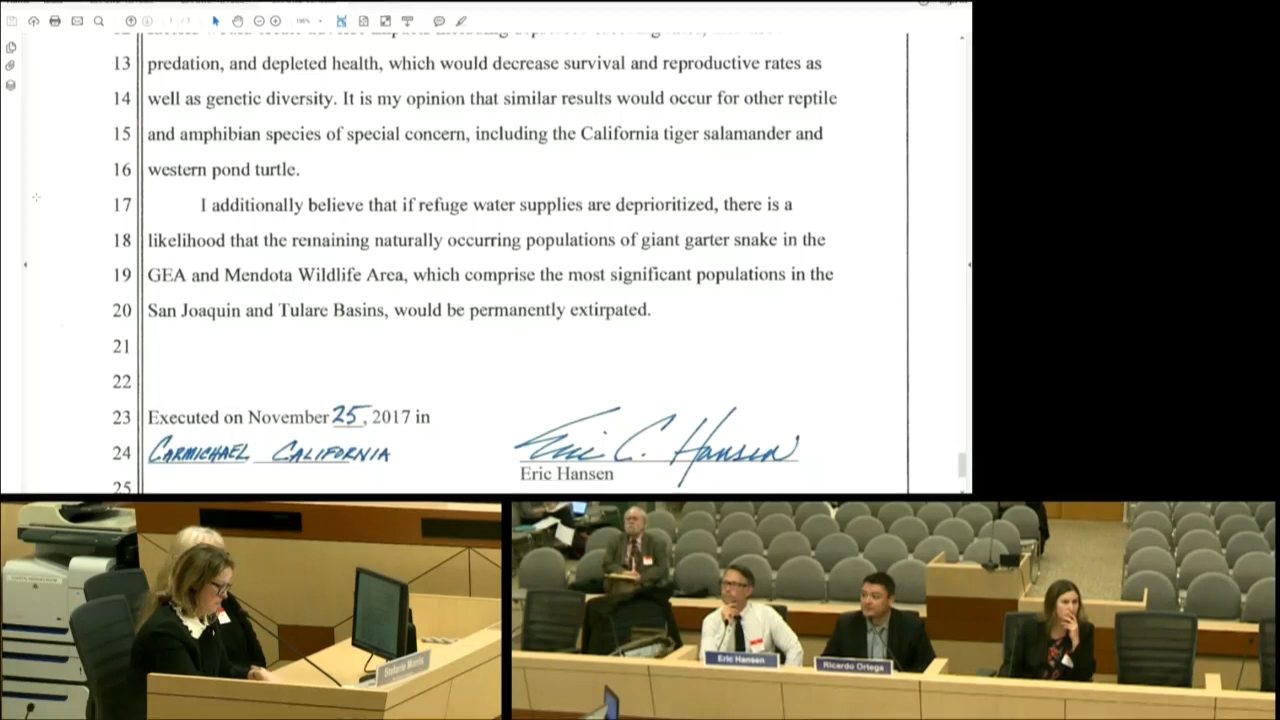 196%
13 predation, and depleted health, which would decrease survival and reproductive rates as
14 well as genetic diversity. It is my opinion that similar results would occur for other reptile
15 and amphibian species of special concern, including the California tiger salamander and
16 western pond turtle.
17 I additionally believe that if refuge water supplies are deprioritized, there is a
18 likelihood that the remaining naturally occurring populations of giant garter snake in the
19 GEA and Mendota Wildlife Area, which comprise the most significant populations in the
20 San Joaquin and Tulare Basins, would be permanently extirpated.
21
22
23 Executed on November 25, 2017 in
24 CARMICHAEL CALIFORNIA Eric C. Hansen
Eric Hansen
25
Stefanie Morris
Eric Hansen
Ricardo Ortega